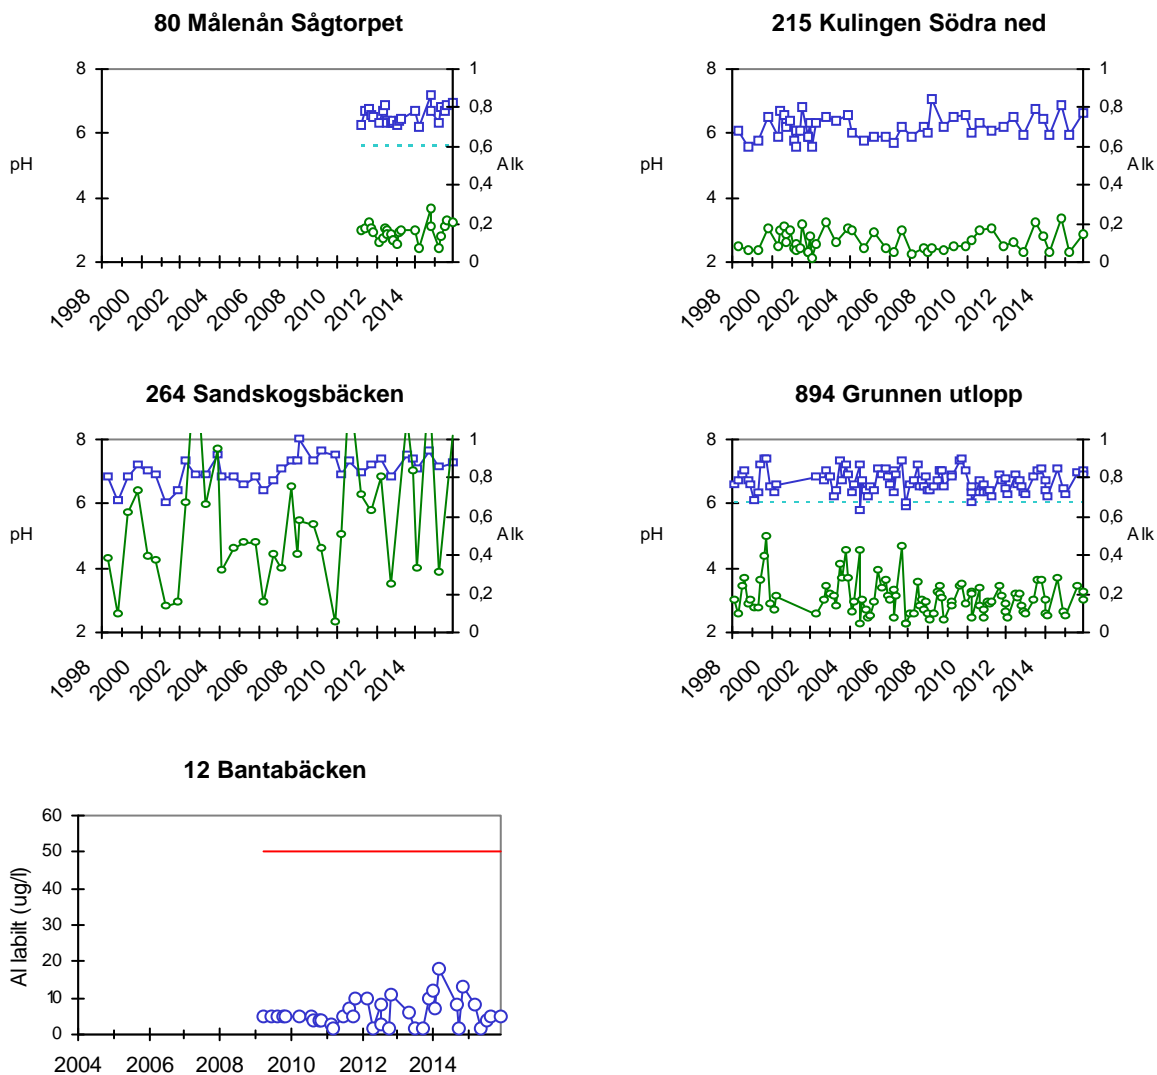 80 Målenån Sågtorpet
8
6
4
2
pH
1
0,8
0,6
0,4
0,2
0
Alk
1998 2000 2002 2004 2006 2008 2010 2012 2014
215 Kulingen Södra ned
8
6
4
2
pH
1
0,8
0,6
0,4
0,2
0
Alk
1998 2000 2002 2004 2006 2008 2010 2012 2014
264 Sandskogsbäcken
8
6
4
2
pH
1
0,8
0,6
0,4
0,2
0
Alk
1998 2000 2002 2004 2006 2008 2010 2012 2014
894 Grunnen utlopp
8
6
4
2
pH
1
0,8
0,6
0,4
0,2
0
Alk
1998 2000 2002 2004 2006 2008 2010 2012 2014
12 Bantabäcken
60
50
40
30
20
10
0
Al labilt (ug/l)
2004 2006 2008 2010 2012 2014